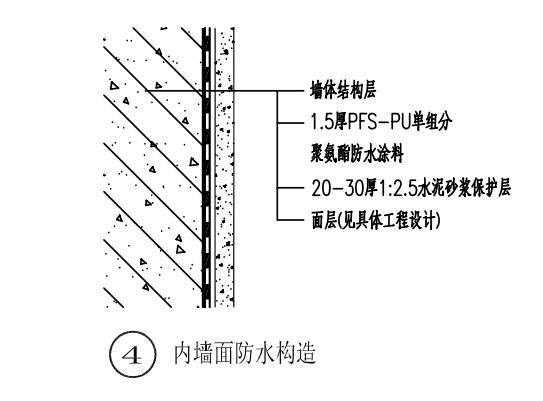 墙体结构层
1.5厚PFS-PU单组分
聚氨酯防水涂料
20-30厚1:2.5水泥砂浆保护层
面层(见具体工程设计)
4 内墙面防水构造